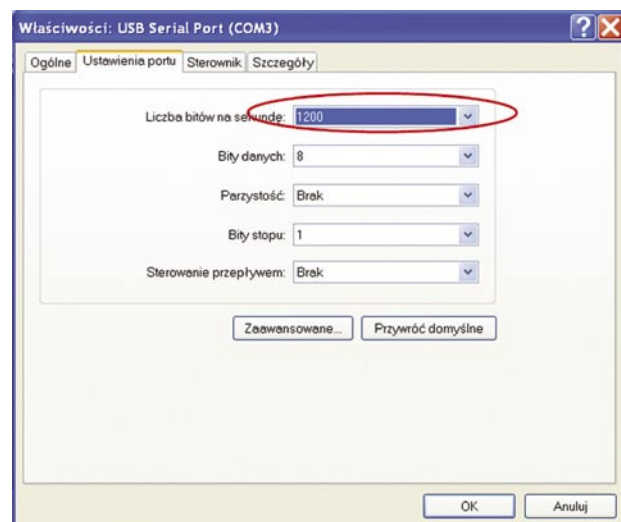 Właściwości: USB Serial Port (COM3)
Ogólne Ustawienia portu Sterownik Szczegóły
Liczba bitów na sekundę: 1200
Bity danych: 8
Parzystość: Brak
Bity stopu: 1
Sterowanie przepływem: Brak
Zaawansowane... Przywróć domyślne
OK Anuluj